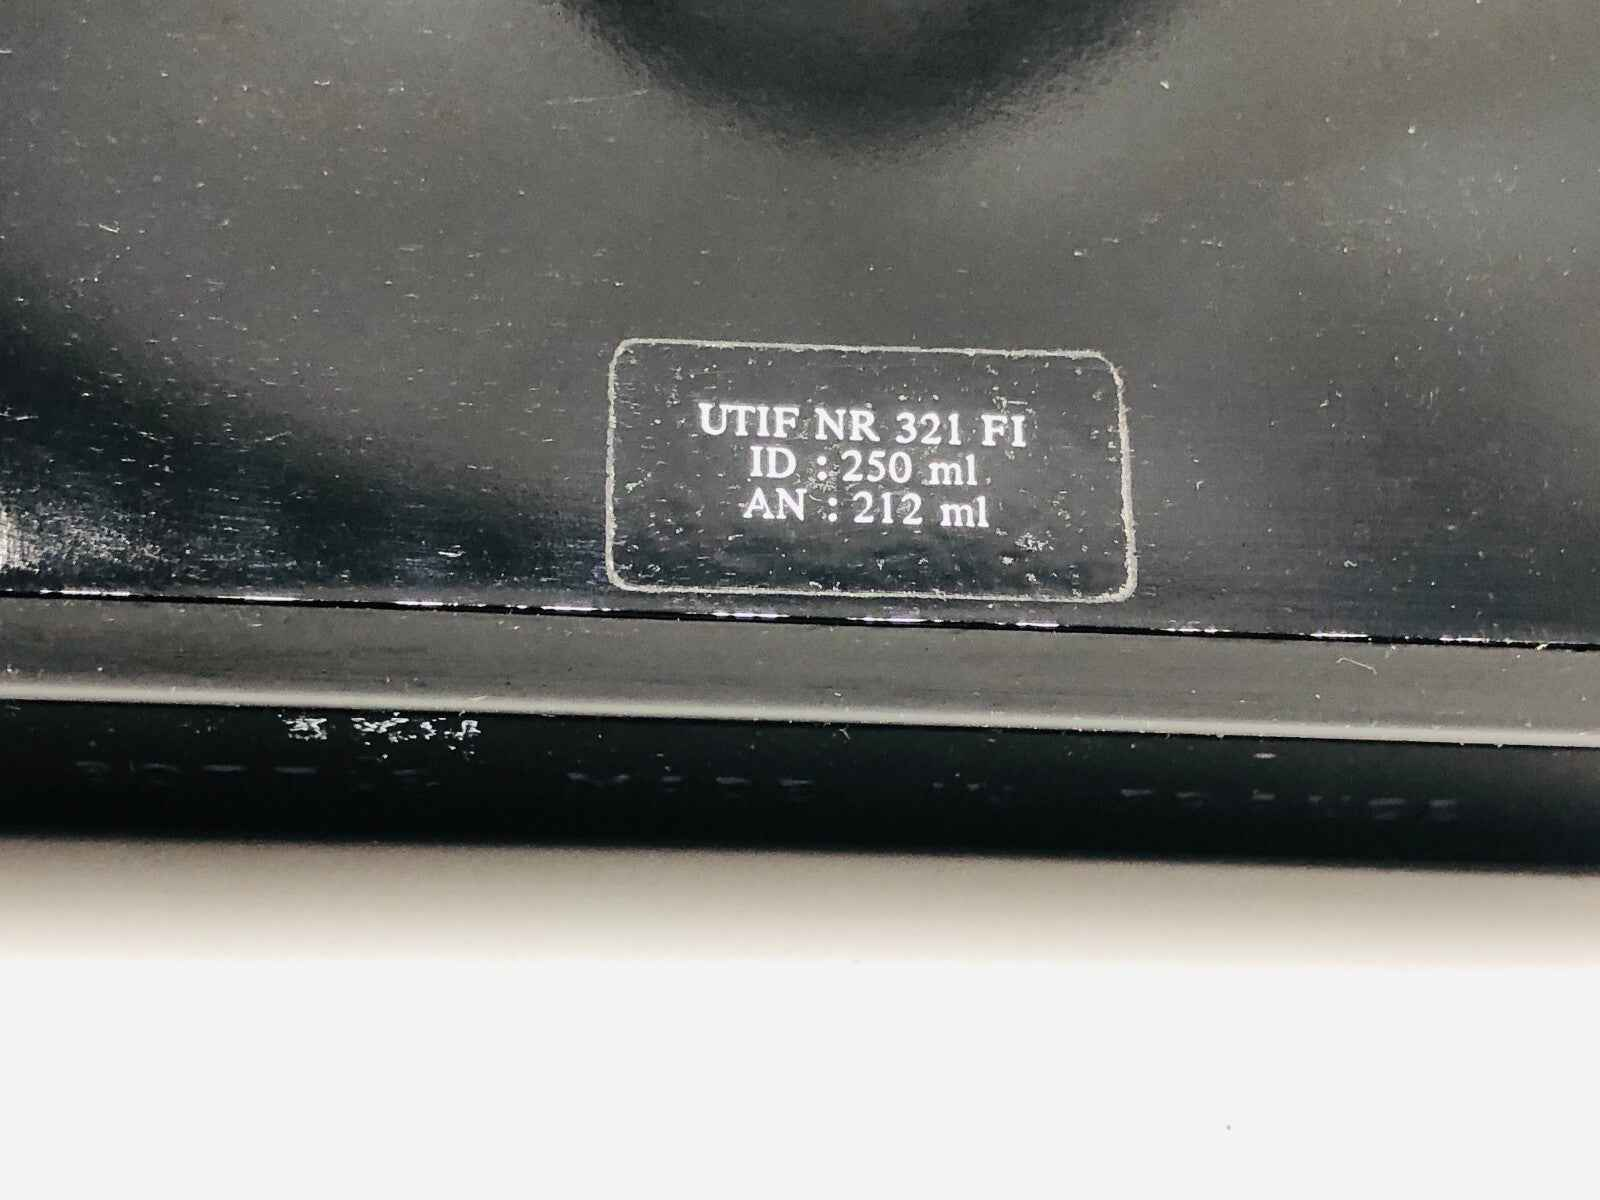 UTIF NR 321 FI
ID : 250 ml
AN : 212 ml